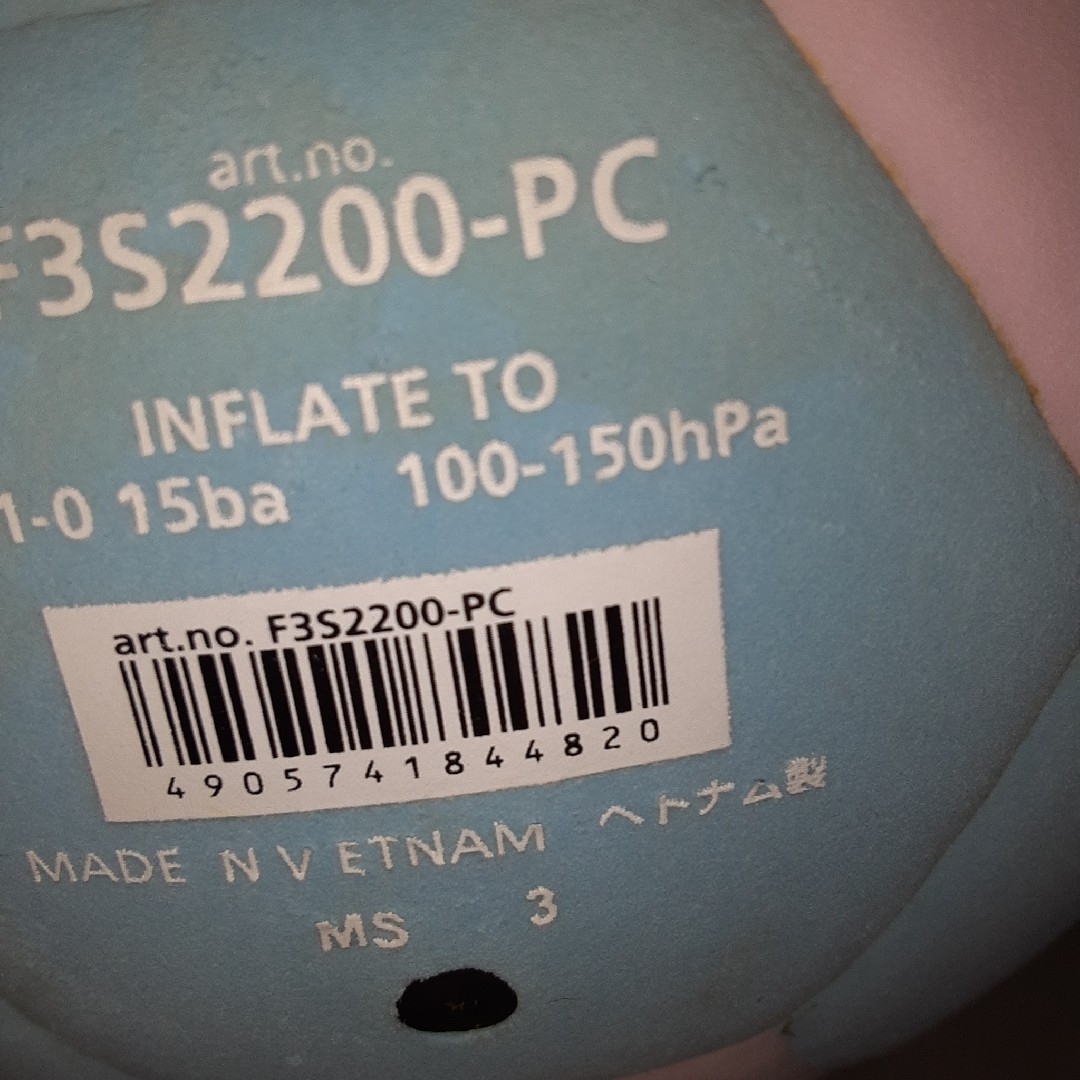 art.no.
F3S2200-PC
INFLATE TO
1-0 15ba 100-150hPa
art.no. F3S2200-PC
4905741844820
MADE N V ETNAM ヘトナム製
MS 3